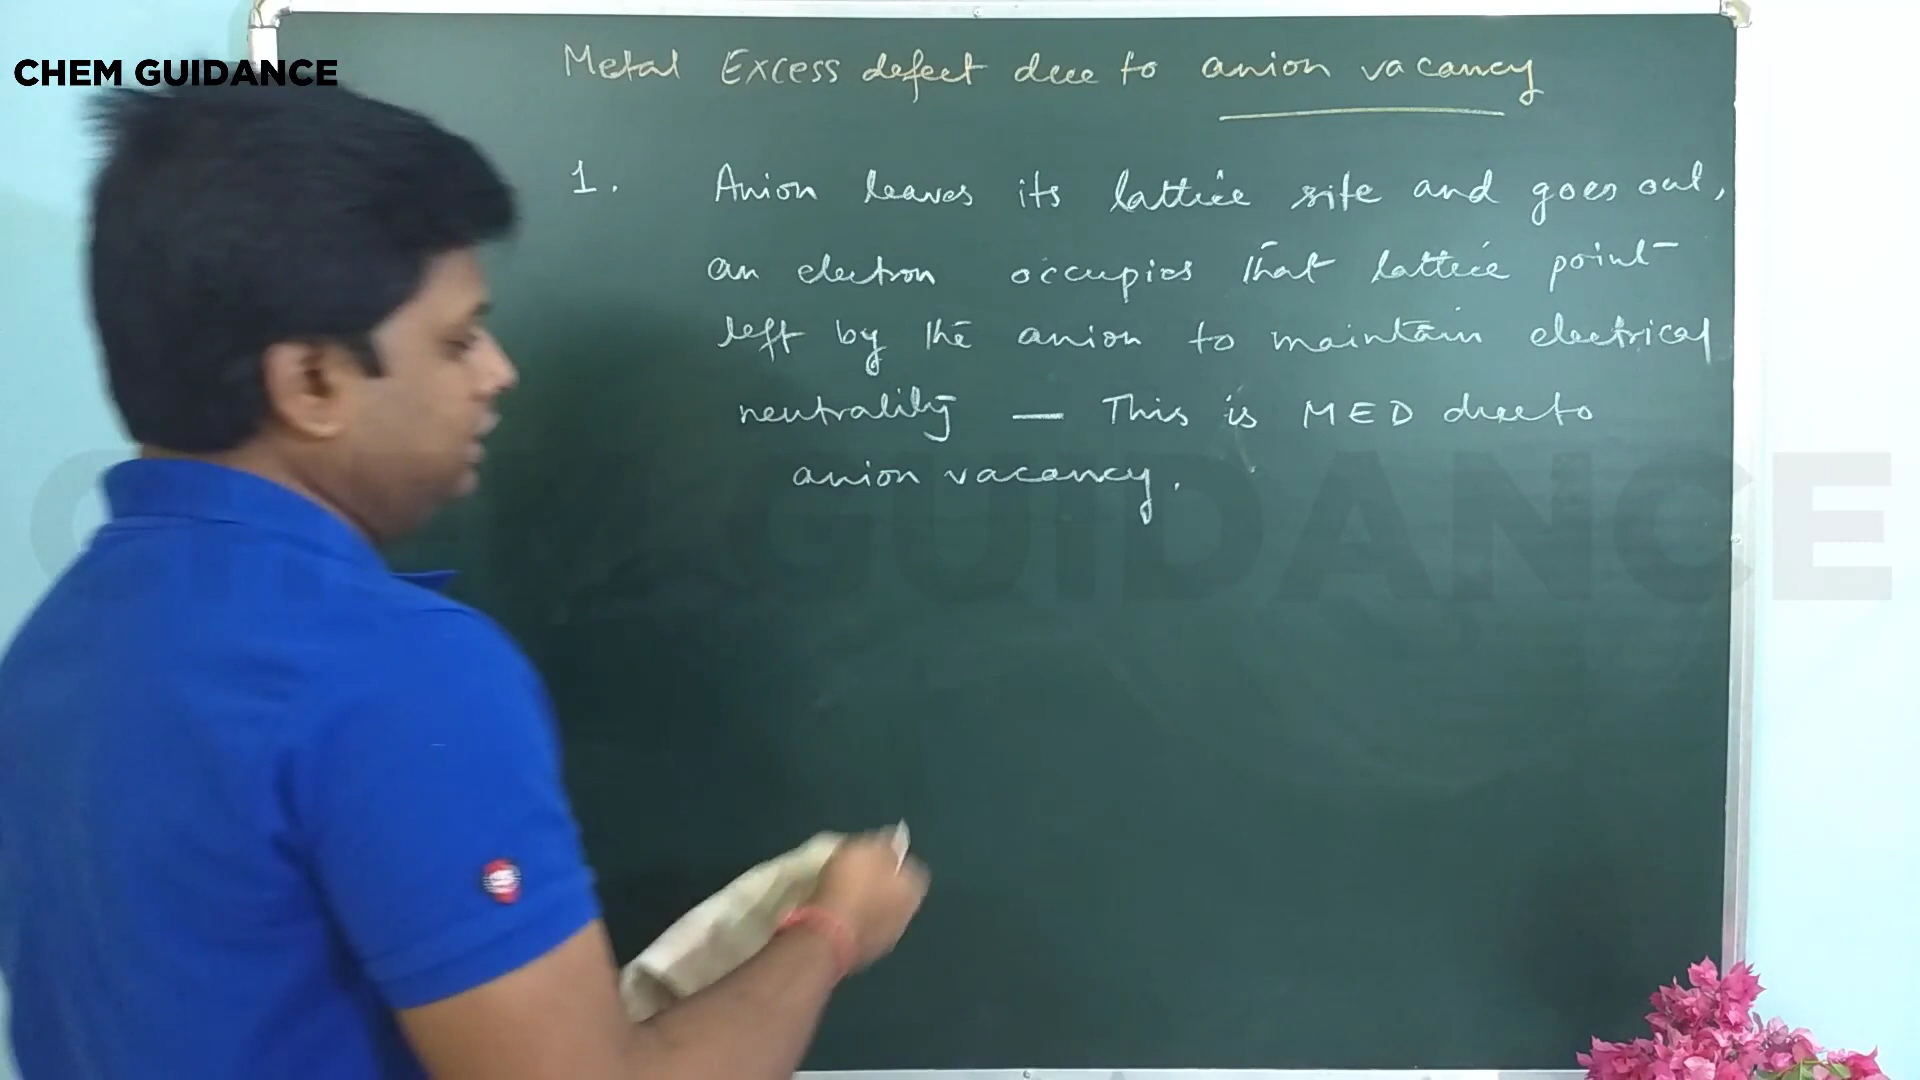 CHEM GUIDANCE
Metal Excess defect due to anion vacancy
1. Anion leaves its lattice site and goes out,
an electron occupies that lattice point
left by the anion to maintain electrical
neutrality — This is MED due to
anion vacancy.
CHEM GUIDANCE